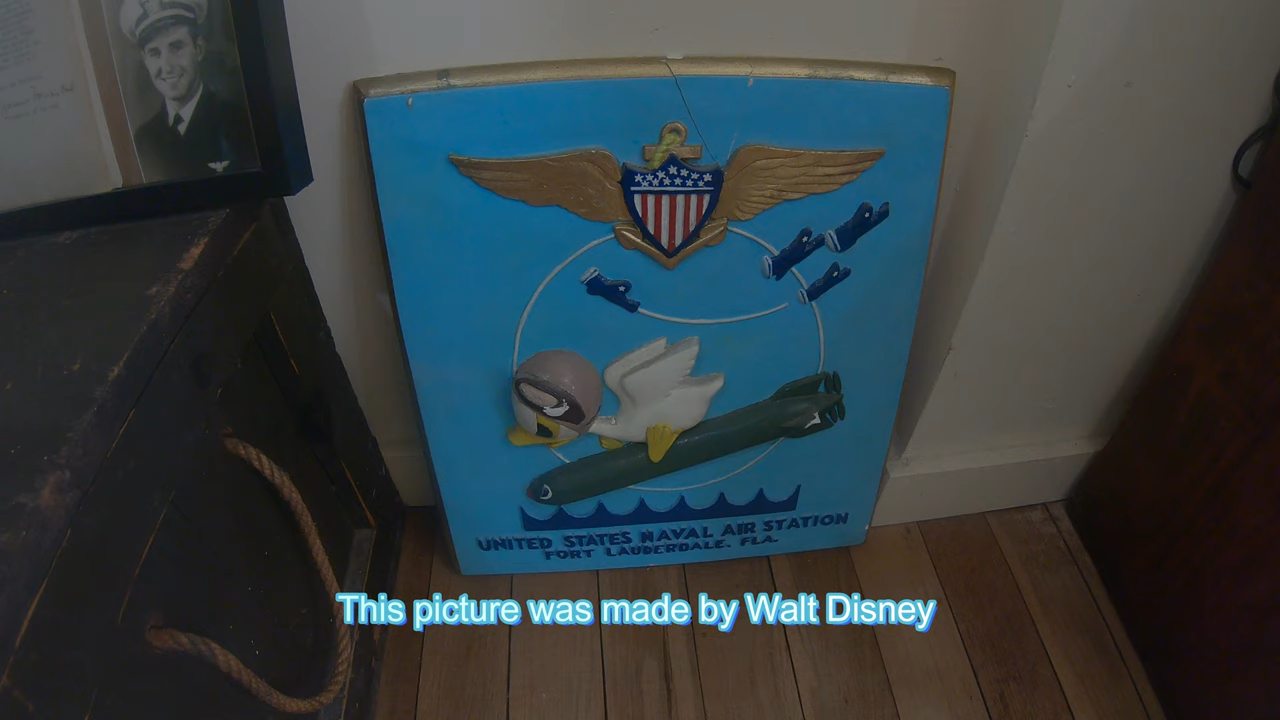 UNITED STATES NAVAL AIR STATION
FORT LAUDERDALE. FLA.
This picture was made by Walt Disney